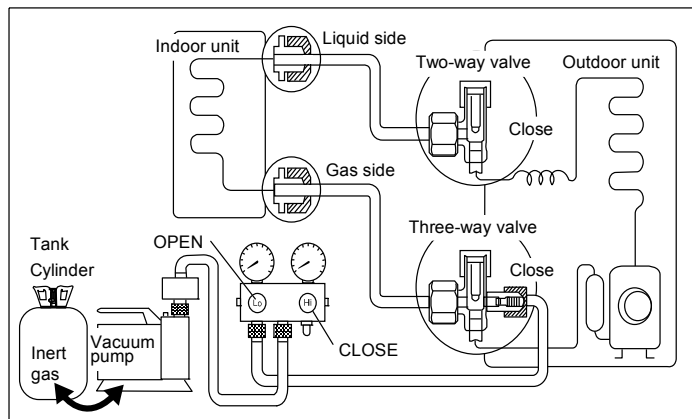 Indoor unit
Liquid side
Two-way valve
Outdoor unit
Close
Gas side
Three-way valve
Close
OPEN
Tank
Cylinder
Lo
Hi
CLOSE
Inert
gas
Vacuum
pump